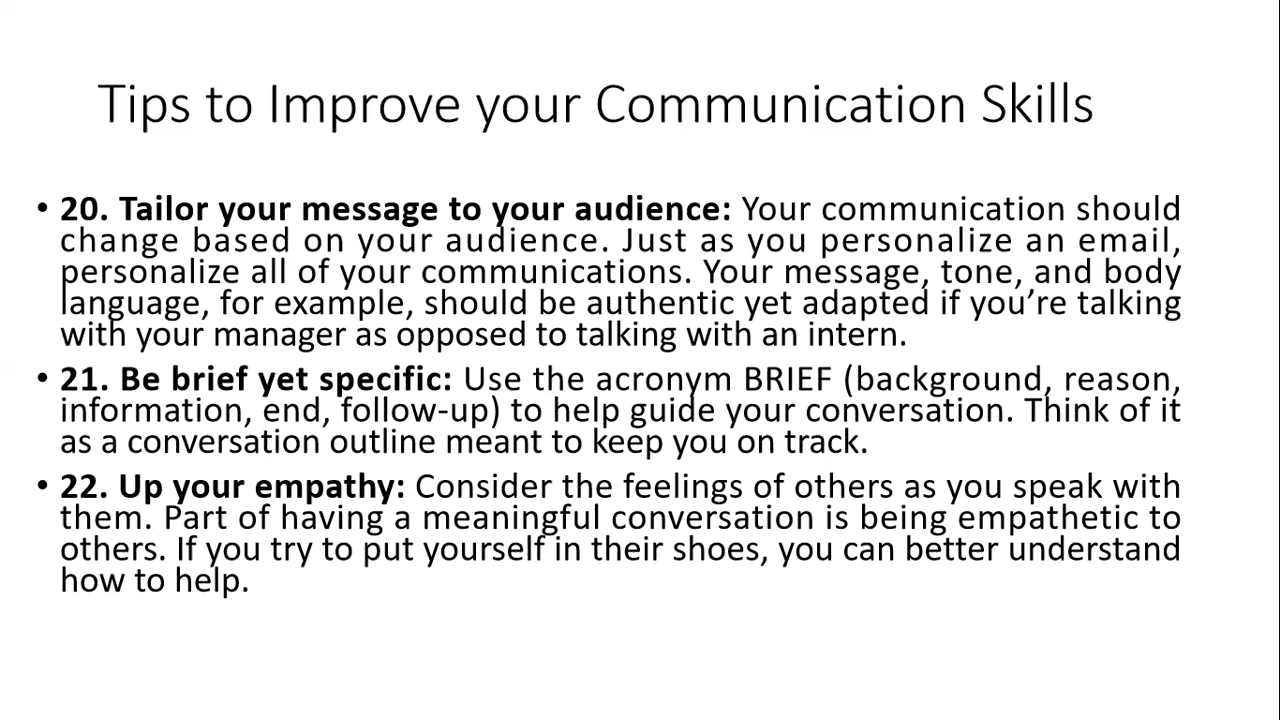 Tips to Improve your Communication Skills
• 20. Tailor your message to your audience: Your communication should
change based on your audience. Just as you personalize an email,
personalize all of your communications. Your message, tone, and body
language, for example, should be authentic yet adapted if you’re talking
with your manager as opposed to talking with an intern.
• 21. Be brief yet specific: Use the acronym BRIEF (background, reason,
information, end, follow-up) to help guide your conversation. Think of it
as a conversation outline meant to keep you on track.
• 22. Up your empathy: Consider the feelings of others as you speak with
them. Part of having a meaningful conversation is being empathetic to
others. If you try to put yourself in their shoes, you can better understand
how to help.